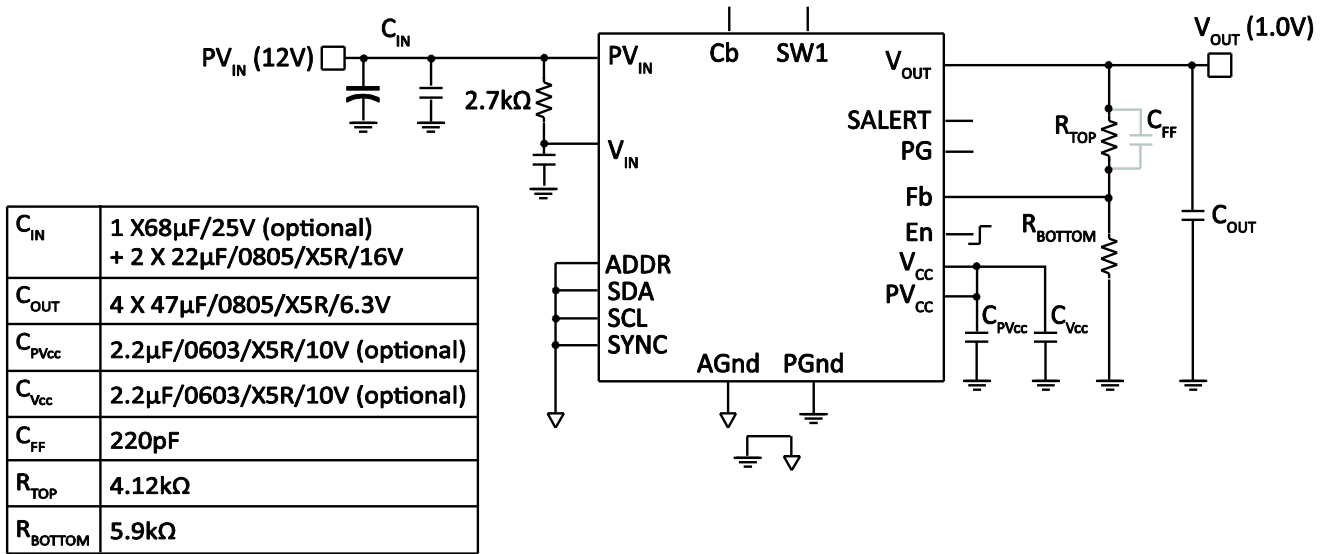 C_IN
PV_IN (12V)
2.7kΩ
PV_IN
V_IN
Cb
SW1
V_OUT
V_OUT (1.0V)
SALERT
PG
Fb
En
V_CC
PV_CC
R_TOP
C_FF
R_BOTTOM
C_OUT
C_PVcc
C_Vcc
ADDR
SDA
SCL
SYNC
AGnd
PGnd
C_IN 1 X68µF/25V (optional)
+ 2 X 22µF/0805/X5R/16V
C_OUT 4 X 47µF/0805/X5R/6.3V
C_PVcc 2.2µF/0603/X5R/10V (optional)
C_Vcc 2.2µF/0603/X5R/10V (optional)
C_FF 220pF
R_TOP 4.12kΩ
R_BOTTOM 5.9kΩ